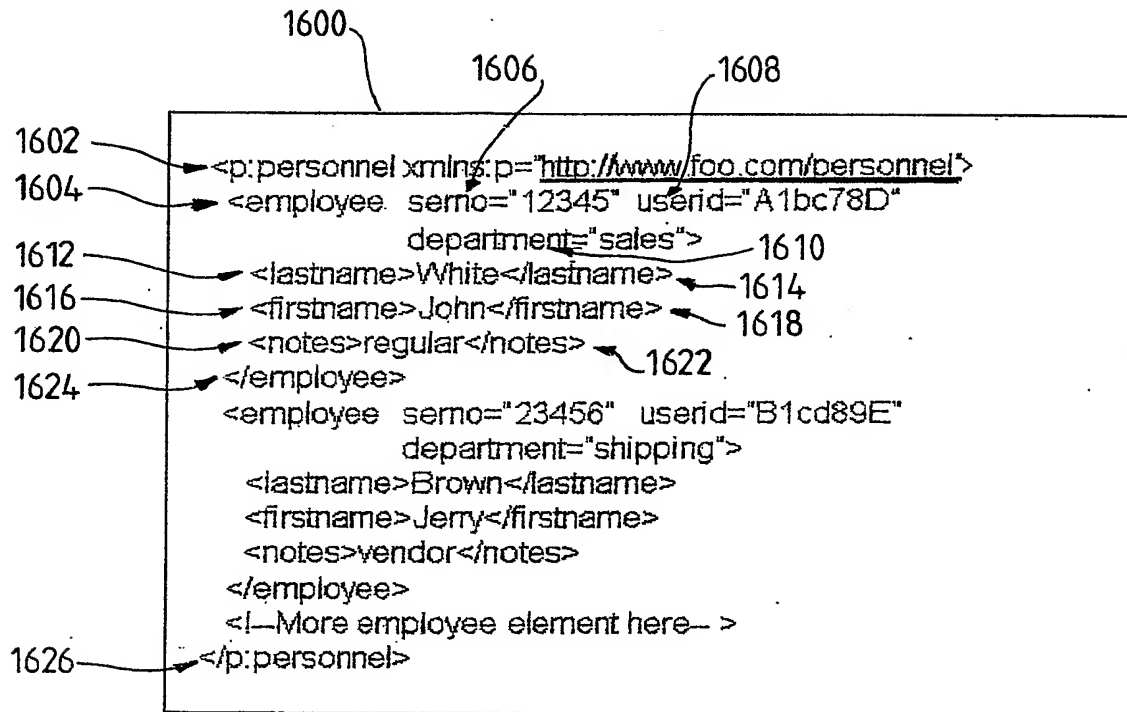 1600
1606 1608
1602 <p:personnel xmlns:p="http://www.foo.com/personnel">
1604 <employee serno="12345" userid="A1bc78D"
department="sales"> 1610
1612 <lastname>White</lastname> 1614
1616 <firstname>John</firstname> 1618
1620 <notes>regular</notes> 1622
1624 </employee>
<employee serno="23456" userid="B1cd89E"
department="shipping">
<lastname>Brown</lastname>
<firstname>Jerry</firstname>
<notes>vendor</notes>
</employee>
<!--More employee element here-- >
1626 </p:personnel>